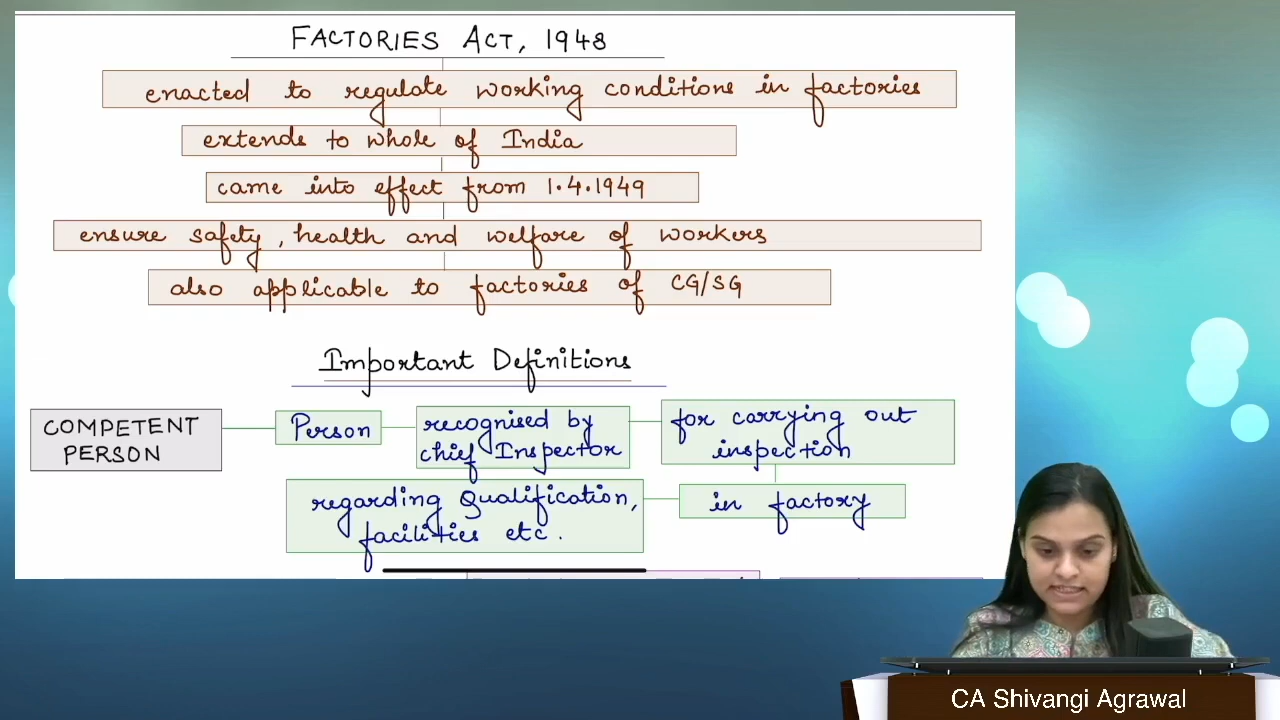 FACTORIES ACT, 1948
enacted to regulate working conditions in factories
extends to whole of India
came into effect from 1.4.1949
ensure safety, health and welfare of workers
also applicable to factories of CG/SG
Important Definitions
COMPETENT
PERSON
Person
recognised by
chief Inspector
for carrying out
inspection
in factory
regarding Qualification,
facilities etc.
CA Shivangi Agrawal